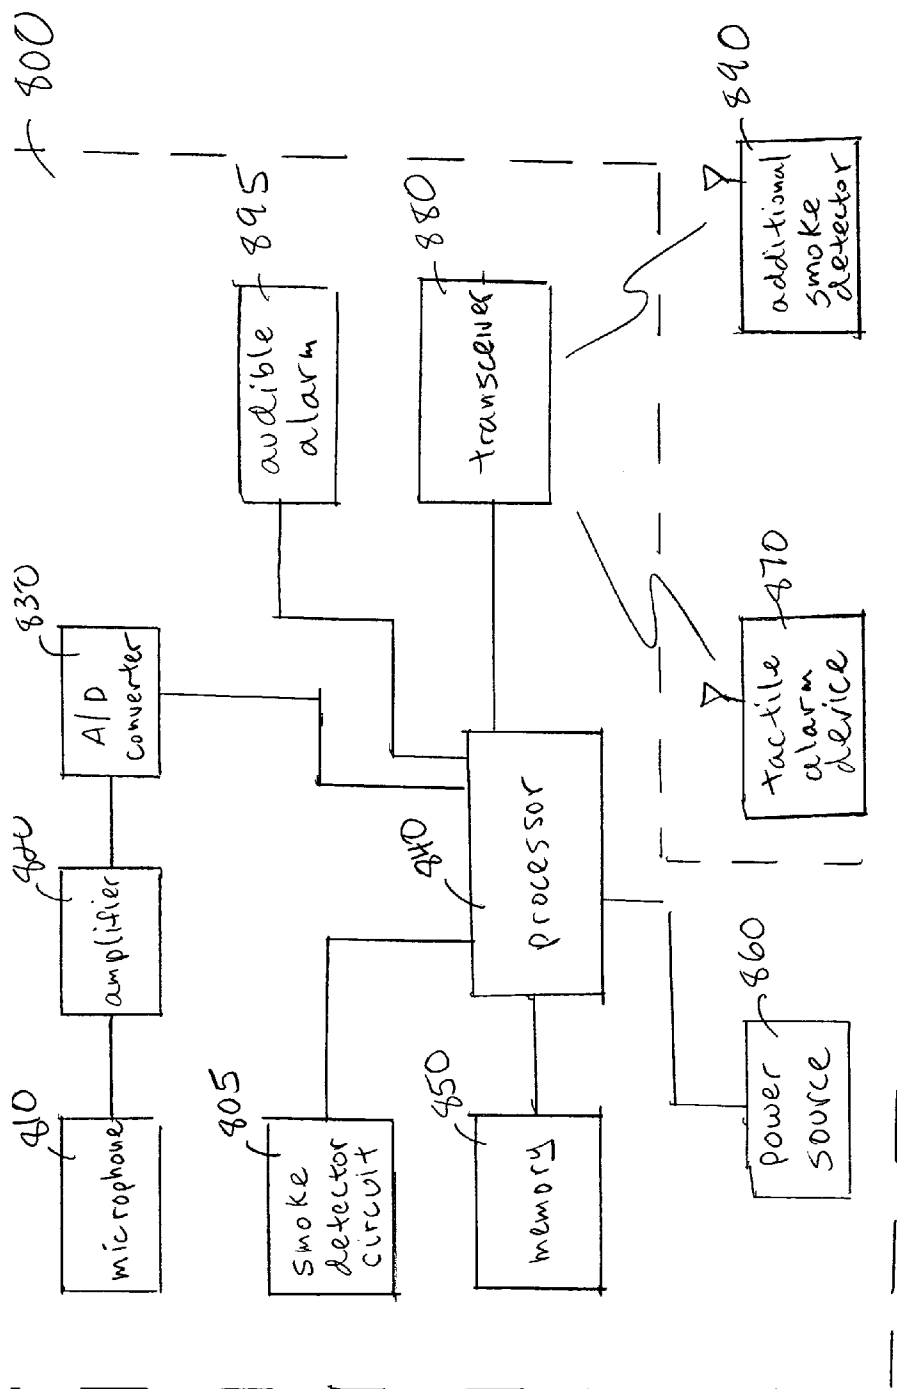 800
810
microphone
820
amplifier
830
A/D
converter
805
smoke
detector
circuit
895
audible
alarm
850
memory
840
processor
880
transceiver
860
power
source
870
tactile
alarm
device
890
additional
smoke
detector